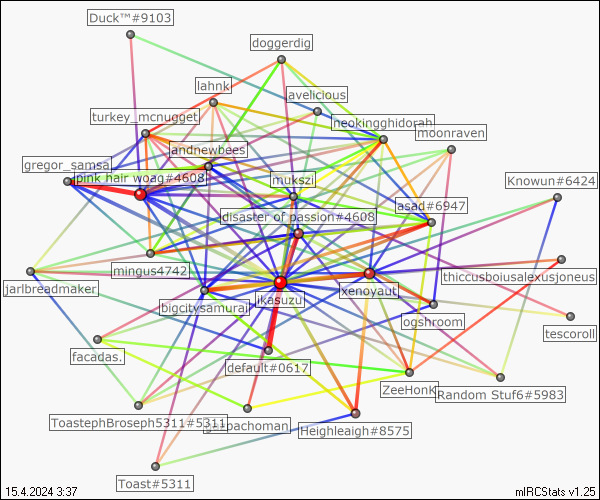 Duck™#9103
doggerdig
lahnk
avelicious
turkey_mcnugget
neokingghidorah
moonraven
andnewbees
gregor_samsa
pink hair woag#4608
mukszi
Knowun#6424
asad#6947
disaster of passion#4608
mingus4742
thiccusboiusalexusjoneus
jarlbreadmaker
ikasuzu
xenoyaut
bigcitysamurai
ogshroom
tescoroll
facadas.
default#0617
ZeeHonk
Random Stuf6#5983
ToastephBroseph5311#5311
Heighleaigh#8575
Toast#5311
15.4.2024 3:37
mIRCStats v1.25